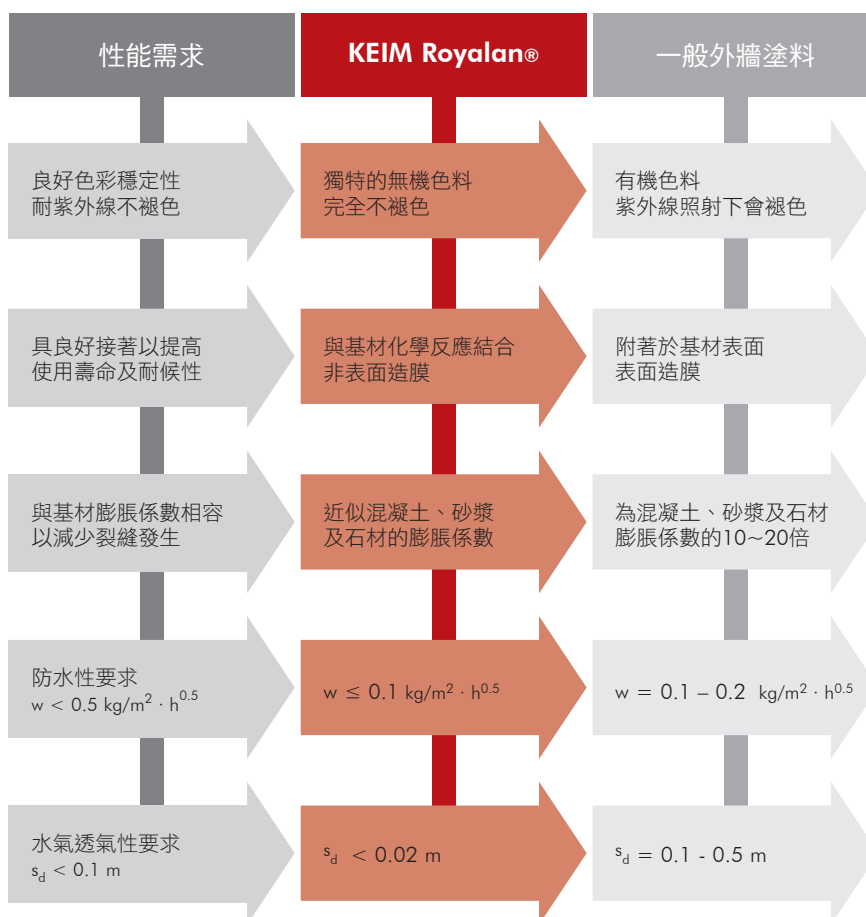 性能需求
KEIM Royalan®
一般外牆塗料
良好色彩穩定性
耐紫外線不褪色
獨特的無機色料
完全不褪色
有機色料
紫外線照射下會褪色
具良好接著以提高
使用壽命及耐候性
與基材化學反應結合
非表面造膜
附著於基材表面
表面造膜
與基材膨脹係數相容
以減少裂縫發生
近似混凝土、砂漿
及石材的膨脹係數
為混凝土、砂漿及石材
膨脹係數的10~20倍
防水性要求
w < 0.5 kg/m² · h^0.5
w ≤ 0.1 kg/m² · h^0.5
w = 0.1 – 0.2 kg/m² · h^0.5
水氣透氣性要求
s_d < 0.1 m
s_d < 0.02 m
s_d = 0.1 - 0.5 m